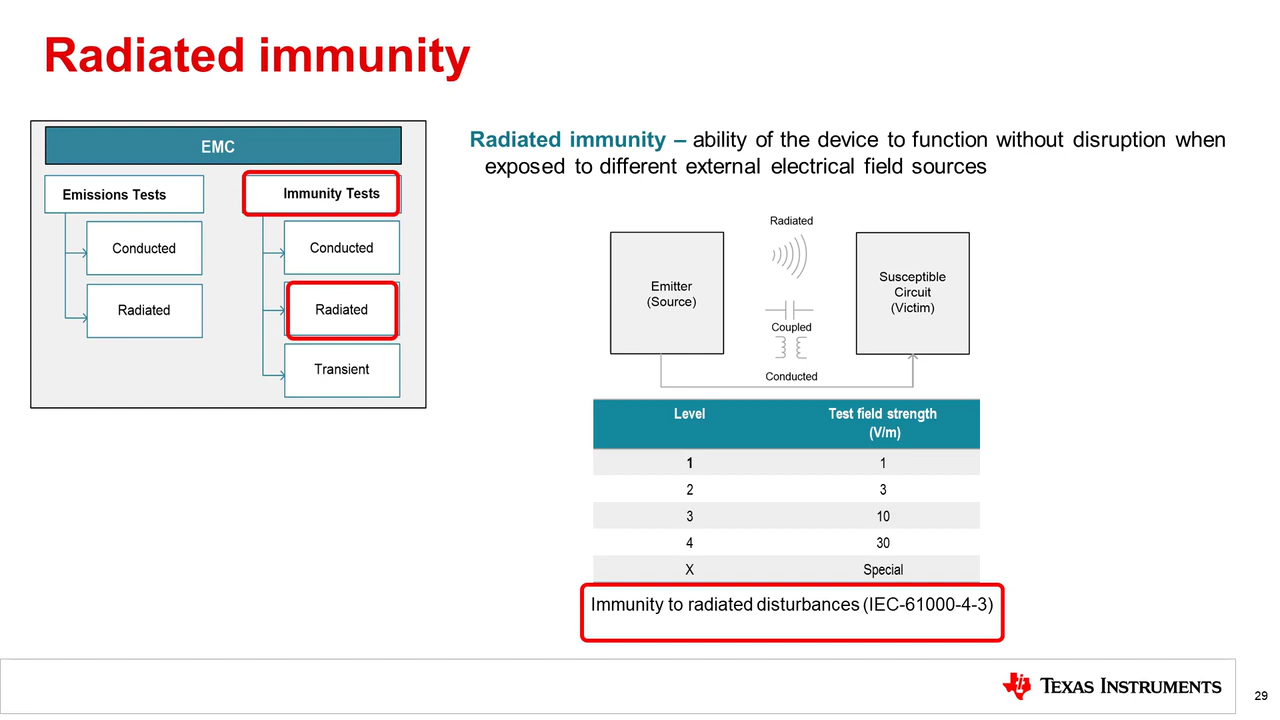 Radiated immunity
EMC
Emissions Tests
Conducted
Radiated
Immunity Tests
Conducted
Radiated
Transient
Radiated immunity – ability of the device to function without disruption when
exposed to different external electrical field sources
Emitter
(Source)
Radiated
Coupled
Conducted
Susceptible
Circuit
(Victim)
Level Test field strength
(V/m)
1 1
2 3
3 10
4 30
X Special
Immunity to radiated disturbances (IEC-61000-4-3)
TEXAS INSTRUMENTS
29